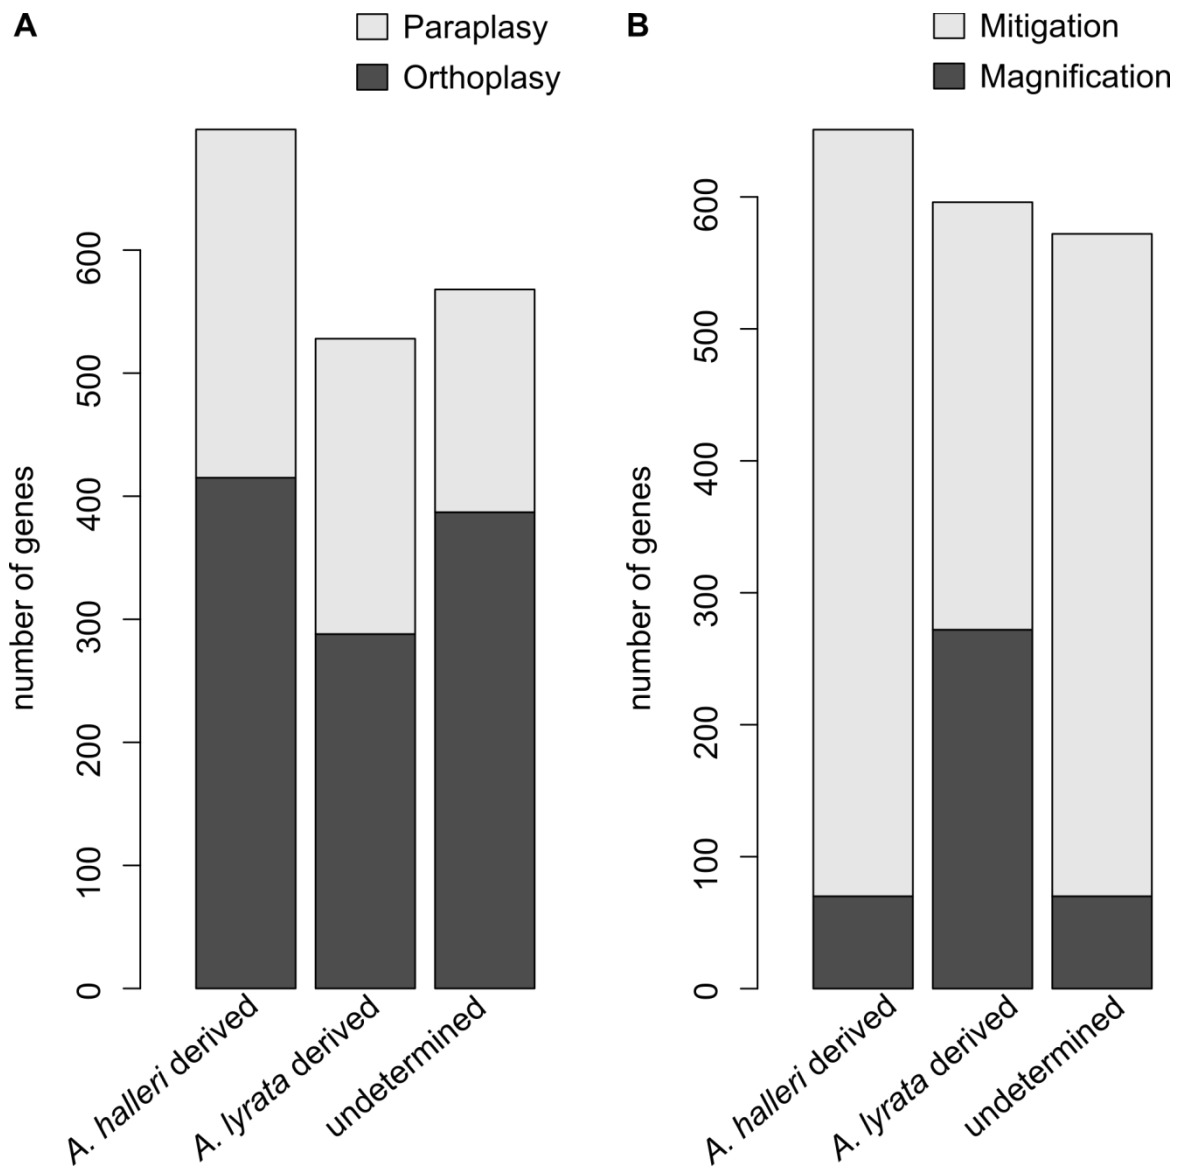 A
Paraplasy
Orthoplasy
number of genes
0
100
200
300
400
500
600
A. halleri derived
A. lyrata derived
undetermined
B
Mitigation
Magnification
number of genes
0
100
200
300
400
500
600
A. halleri derived
A. lyrata derived
undetermined